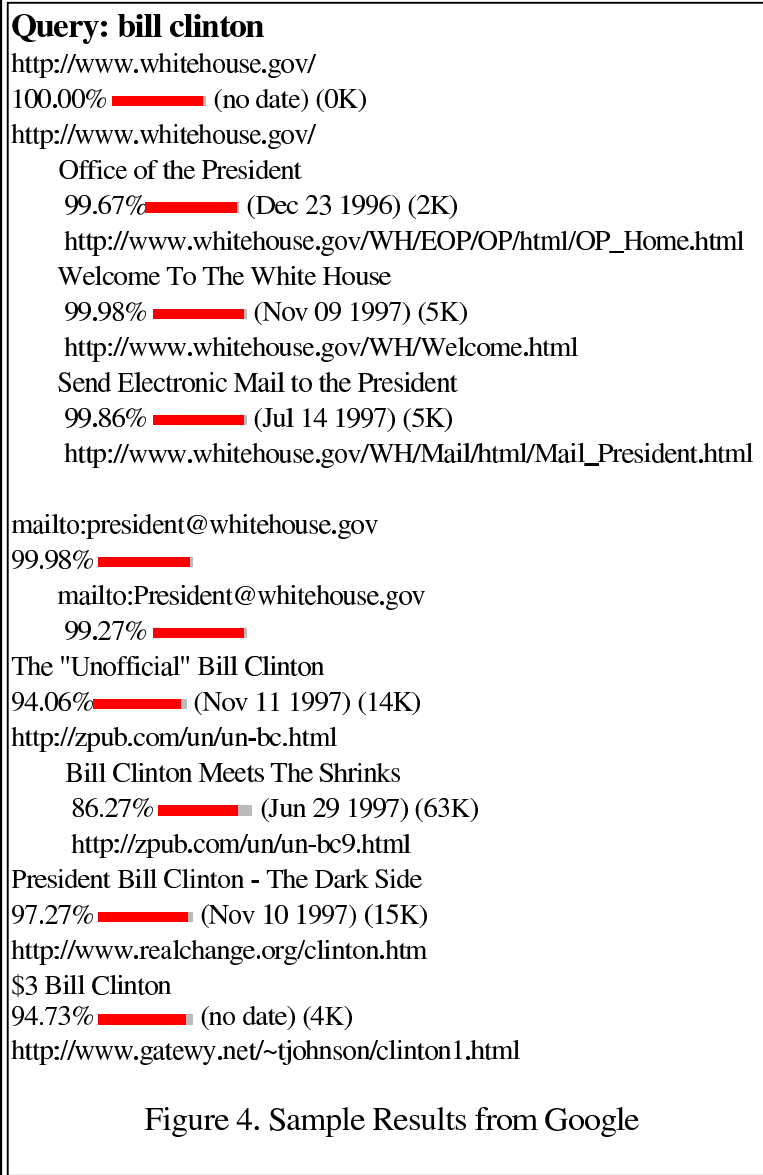 Query: bill clinton
http://www.whitehouse.gov/
100.00% (no date) (0K)
http://www.whitehouse.gov/
Office of the President
99.67% (Dec 23 1996) (2K)
http://www.whitehouse.gov/WH/EOP/OP/html/OP_Home.html
Welcome To The White House
99.98% (Nov 09 1997) (5K)
http://www.whitehouse.gov/WH/Welcome.html
Send Electronic Mail to the President
99.86% (Jul 14 1997) (5K)
http://www.whitehouse.gov/WH/Mail/html/Mail_President.html
mailto:president@whitehouse.gov
99.98%
mailto:President@whitehouse.gov
99.27%
The "Unofficial" Bill Clinton
94.06% (Nov 11 1997) (14K)
http://zpub.com/un/un-bc.html
Bill Clinton Meets The Shrinks
86.27% (Jun 29 1997) (63K)
http://zpub.com/un/un-bc9.html
President Bill Clinton - The Dark Side
97.27% (Nov 10 1997) (15K)
http://www.realchange.org/clinton.htm
$3 Bill Clinton
94.73% (no date) (4K)
http://www.gatewy.net/~tjohnson/clinton1.html
Figure 4. Sample Results from Google